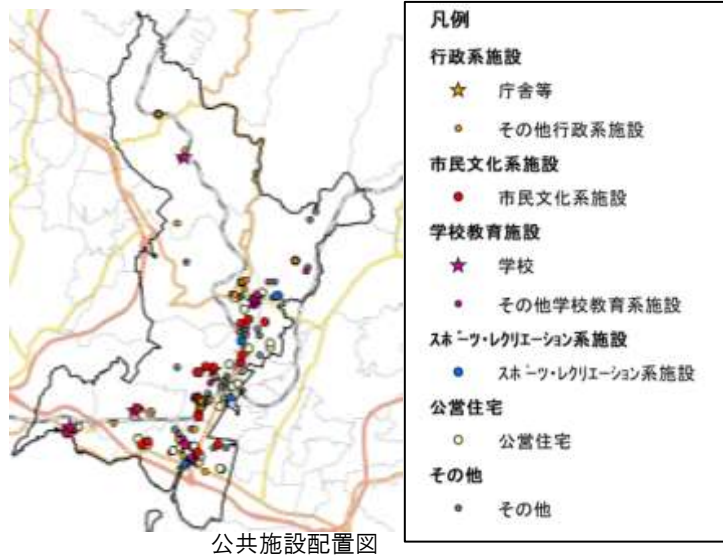 凡例
行政系施設
庁舎等
その他行政系施設
市民文化系施設
市民文化系施設
学校教育施設
学校
その他学校教育系施設
スポーツ・レクリエーション系施設
スポーツ・レクリエーション系施設
公営住宅
公営住宅
その他
その他
公共施設配置図